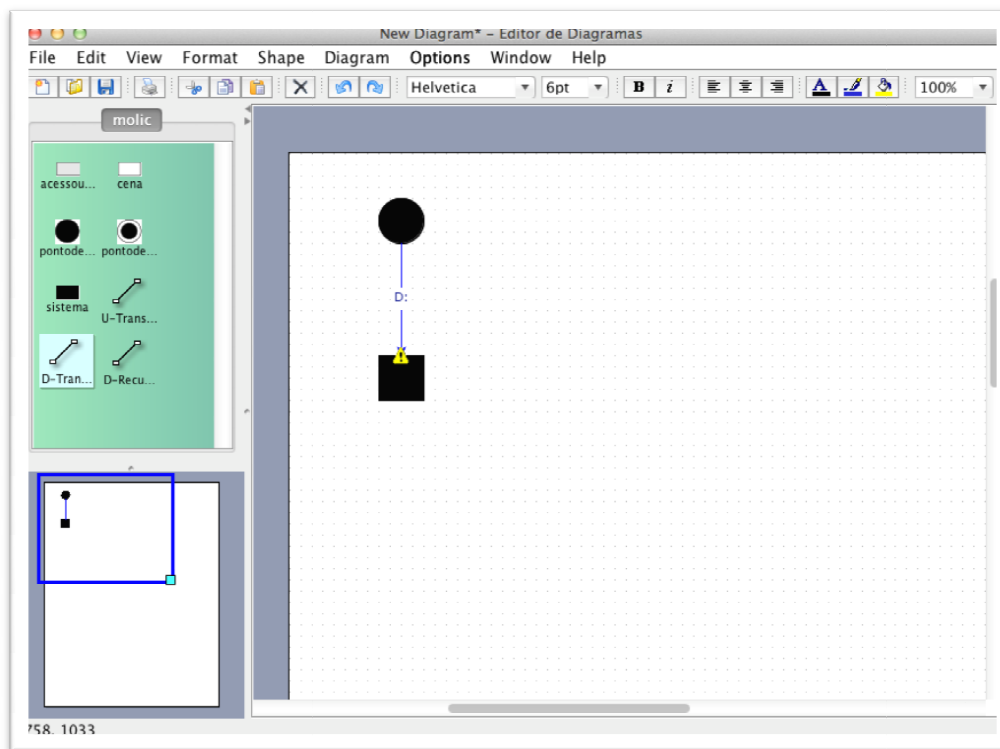 New Diagram* – Editor de Diagramas
File Edit View Format Shape Diagram Options Window Help
Helvetica 6pt B i A 100%
molic
acessou... cena
pontode... pontode...
sistema U-Trans...
D-Tran... D-Recu...
D:
758, 1033